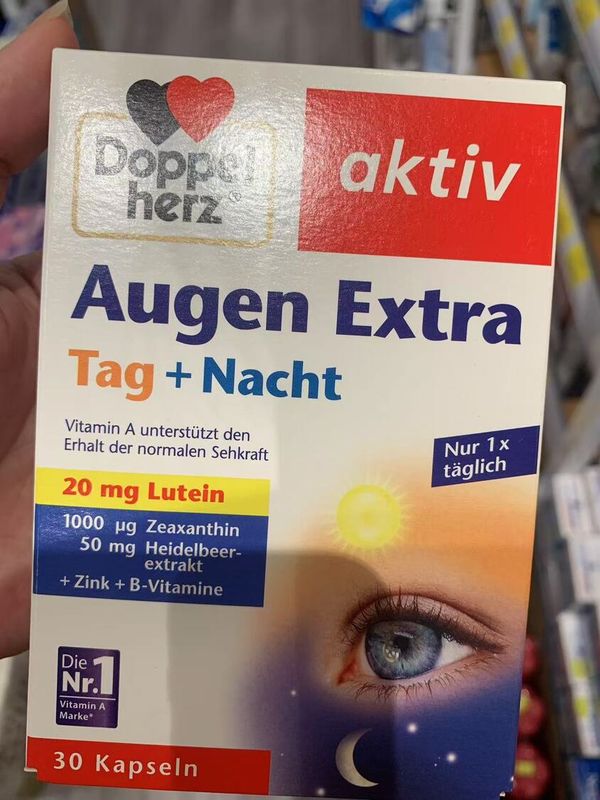 Doppel
herz®
aktiv
Augen Extra
Tag + Nacht
Vitamin A unterstützt den
Erhalt der normalen Sehkraft
Nur 1x
täglich
20 mg Lutein
1000 µg Zeaxanthin
50 mg Heidelbeer-
extrakt
+ Zink + B-Vitamine
Die
Nr.1
Vitamin A
Marke*
30 Kapseln